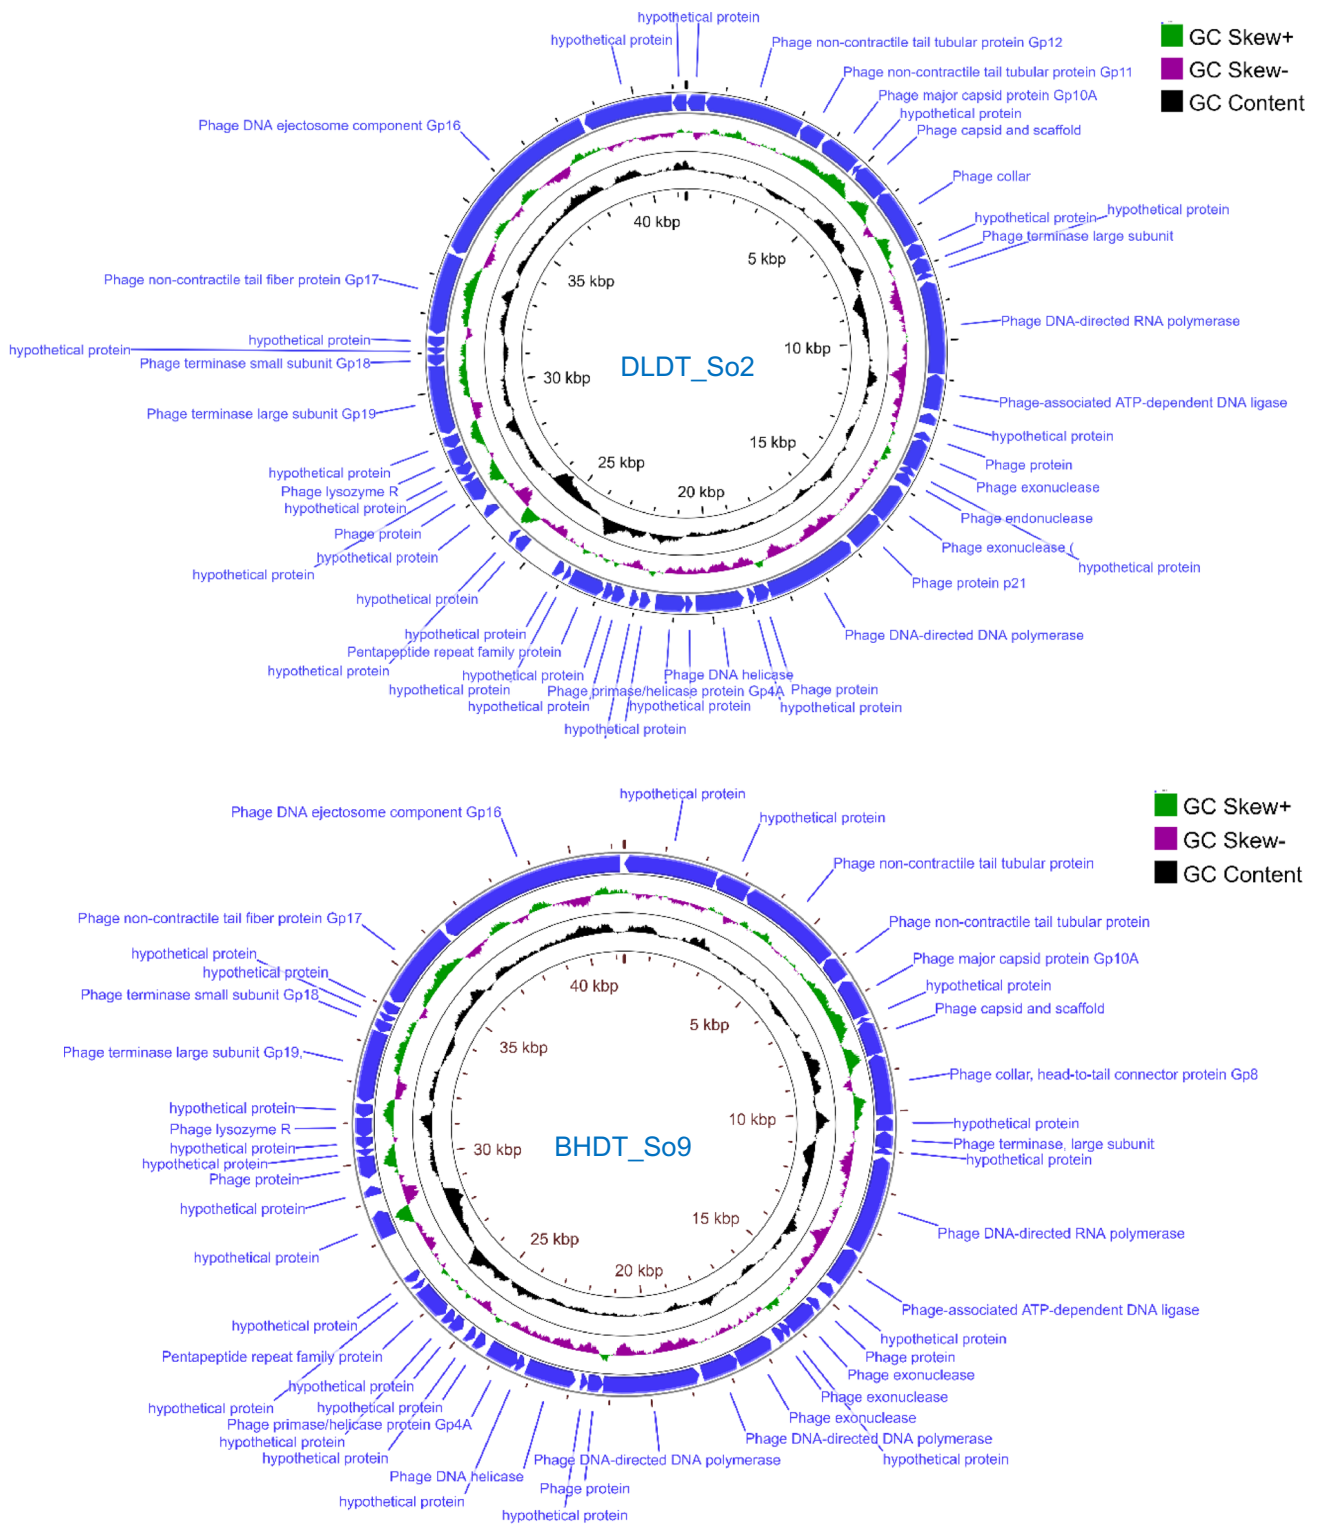 hypothetical protein
hypothetical protein
Phage non-contractile tail tubular protein Gp12
Phage non-contractile tail tubular protein Gp11
Phage major capsid protein Gp10A
hypothetical protein
Phage capsid and scaffold
Phage DNA ejectosome component Gp16
Phage collar
hypothetical protein
hypothetical protein
Phage terminase large subunit
Phage non-contractile tail fiber protein Gp17
Phage DNA-directed RNA polymerase
hypothetical protein
hypothetical protein
Phage terminase small subunit Gp18
Phage-associated ATP-dependent DNA ligase
Phage terminase large subunit Gp19
hypothetical protein
Phage protein
hypothetical protein
Phage exonuclease
Phage lysozyme R
hypothetical protein
Phage endonuclease
Phage protein
Phage exonuclease (
hypothetical protein
hypothetical protein
hypothetical protein
Phage protein p21
hypothetical protein
hypothetical protein
Phage DNA-directed DNA polymerase
Pentapeptide repeat family protein
hypothetical protein
hypothetical protein
Phage DNA helicase
hypothetical protein
Phage primase/helicase protein Gp4A
Phage protein
hypothetical protein
hypothetical protein
hypothetical protein
hypothetical protein
GC Skew+
GC Skew-
GC Content
40 kbp
5 kbp
35 kbp
10 kbp
DLDT_So2
30 kbp
15 kbp
25 kbp
20 kbp
hypothetical protein
Phage DNA ejectosome component Gp16
hypothetical protein
Phage non-contractile tail tubular protein
Phage non-contractile tail fiber protein Gp17
Phage non-contractile tail tubular protein
hypothetical protein
Phage major capsid protein Gp10A
hypothetical protein
hypothetical protein
Phage terminase small subunit Gp18
Phage capsid and scaffold
Phage terminase large subunit Gp19,
Phage collar, head-to-tail connector protein Gp8
hypothetical protein
hypothetical protein
Phage lysozyme R
Phage terminase, large subunit
hypothetical protein
hypothetical protein
hypothetical protein
Phage protein
hypothetical protein
Phage DNA-directed RNA polymerase
hypothetical protein
Phage-associated ATP-dependent DNA ligase
hypothetical protein
hypothetical protein
Pentapeptide repeat family protein
Phage protein
Phage exonuclease
hypothetical protein
Phage exonuclease
hypothetical protein
hypothetical protein
Phage exonuclease
Phage primase/helicase protein Gp4A
Phage DNA-directed DNA polymerase
hypothetical protein
hypothetical protein
Phage DNA-directed DNA polymerase
hypothetical protein
Phage DNA helicase
Phage protein
hypothetical protein
hypothetical protein
GC Skew+
GC Skew-
GC Content
40 kbp
5 kbp
35 kbp
10 kbp
BHDT_So9
30 kbp
15 kbp
25 kbp
20 kbp